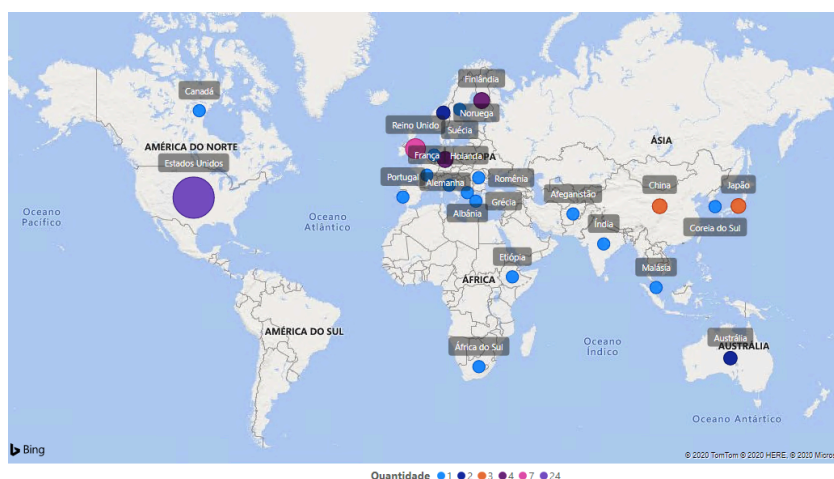 Finlândia
Canadá
Noruega
Reino Unido
Suécia
AMÉRICA DO NORTE
ÁSIA
Estados Unidos
França
Holanda
PA
Portugal
Alemanha
Romênia
Afeganistão
China
Japão
Grécia
Albânia
Oceano
Pacífico
Oceano
Atlântico
Índia
Coreia do Sul
Etiópia
ÁFRICA
Malásia
AMÉRICA DO SUL
África do Sul
Oceano
Índico
Austrália
AUSTRÁLIA
Oceano Antártico
Bing
© 2020 TomTom © 2020 HERE, © 2020 Micros
Quantidade 1 2 3 4 7 24